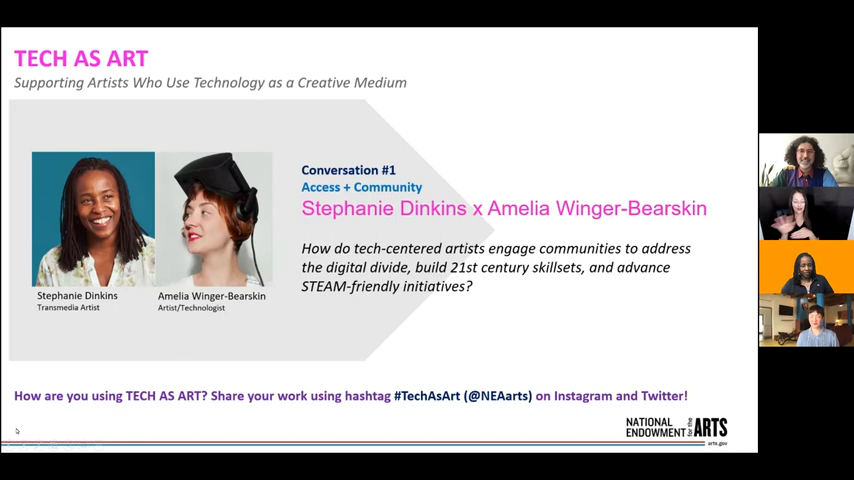 TECH AS ART
Supporting Artists Who Use Technology as a Creative Medium
Conversation #1
Access + Community
Stephanie Dinkins x Amelia Winger-Bearskin
How do tech-centered artists engage communities to address
the digital divide, build 21st century skillsets, and advance
STEAM-friendly initiatives?
Stephanie Dinkins
Transmedia Artist
Amelia Winger-Bearskin
Artist/Technologist
How are you using TECH AS ART? Share your work using hashtag #TechAsArt (@NEAarts) on Instagram and Twitter!
NATIONAL
ENDOWMENT for the ARTS
arts.gov